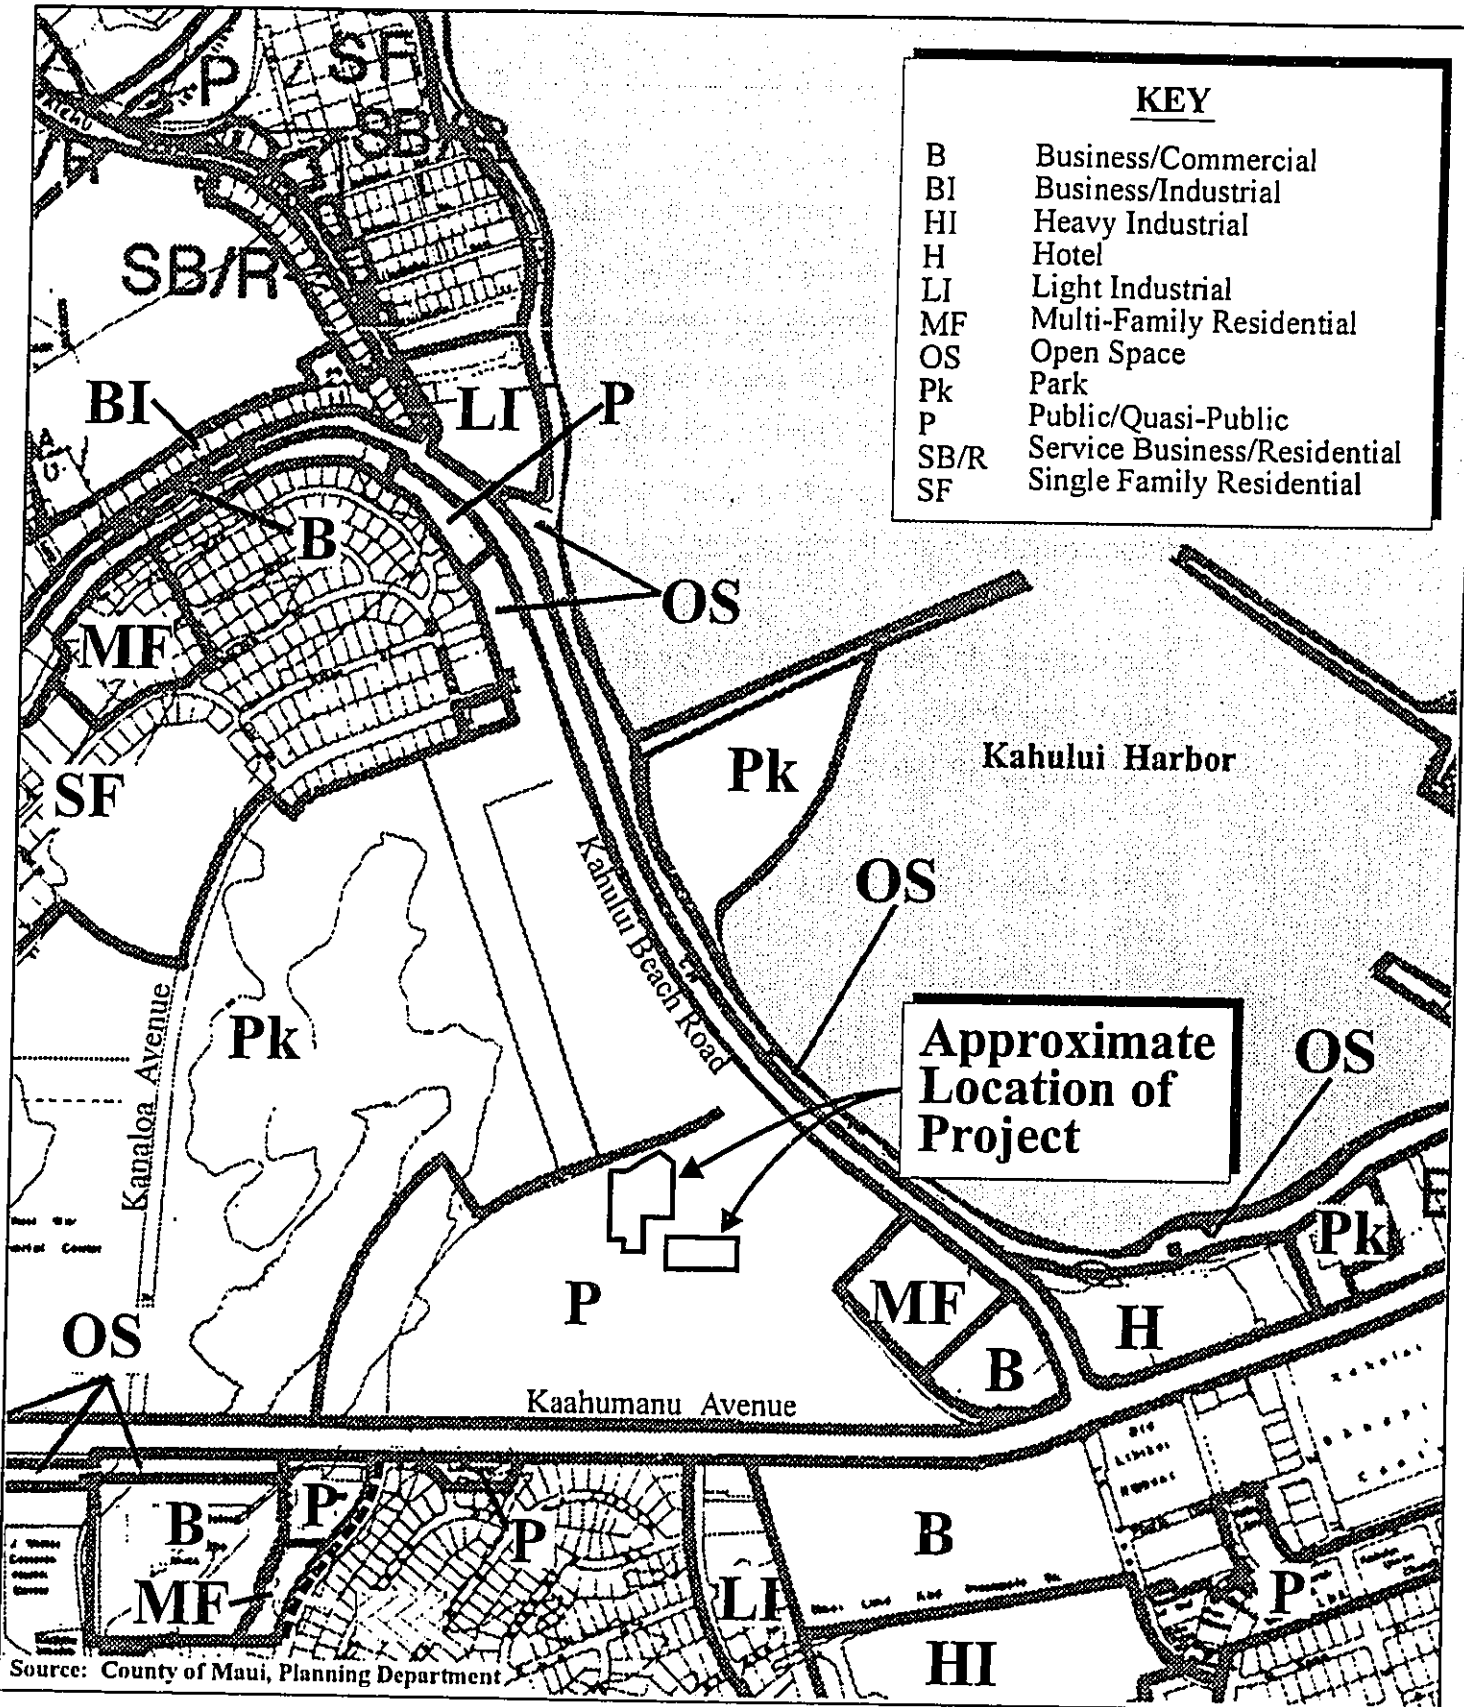 KEY
B Business/Commercial
BI Business/Industrial
HI Heavy Industrial
H Hotel
LI Light Industrial
MF Multi-Family Residential
OS Open Space
Pk Park
P Public/Quasi-Public
SB/R Service Business/Residential
SF Single Family Residential
P
SF
SB
SB/R
BI
LI
P
B
OS
MF
SF
Pk
Kahului Harbor
Kahului Beach Road
OS
Kanaloa Avenue
Pk
Approximate
Location of
Project
OS
Pk
P
MF
B
H
OS
Kaahumanu Avenue
B
P
P
MF
LI
B
P
HI
Source: County of Maui, Planning Department